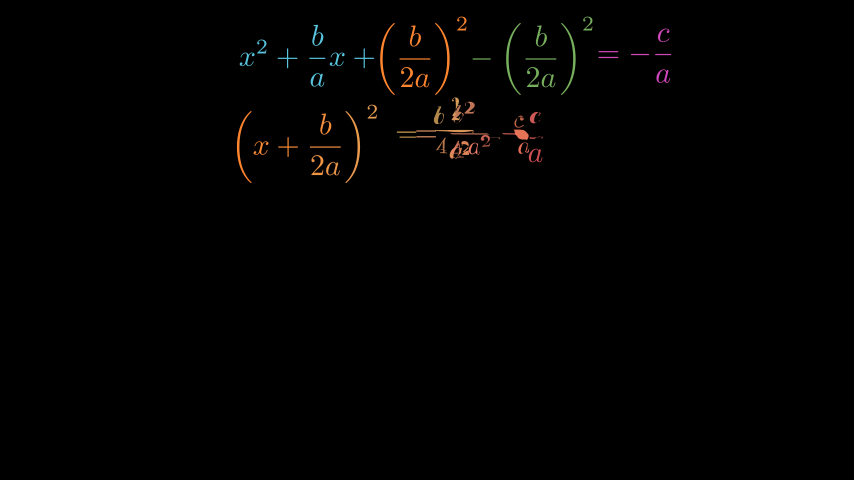 x² + b/a x + (b/2a)² − (b/2a)² = − c/a
(x + b/2a)² =